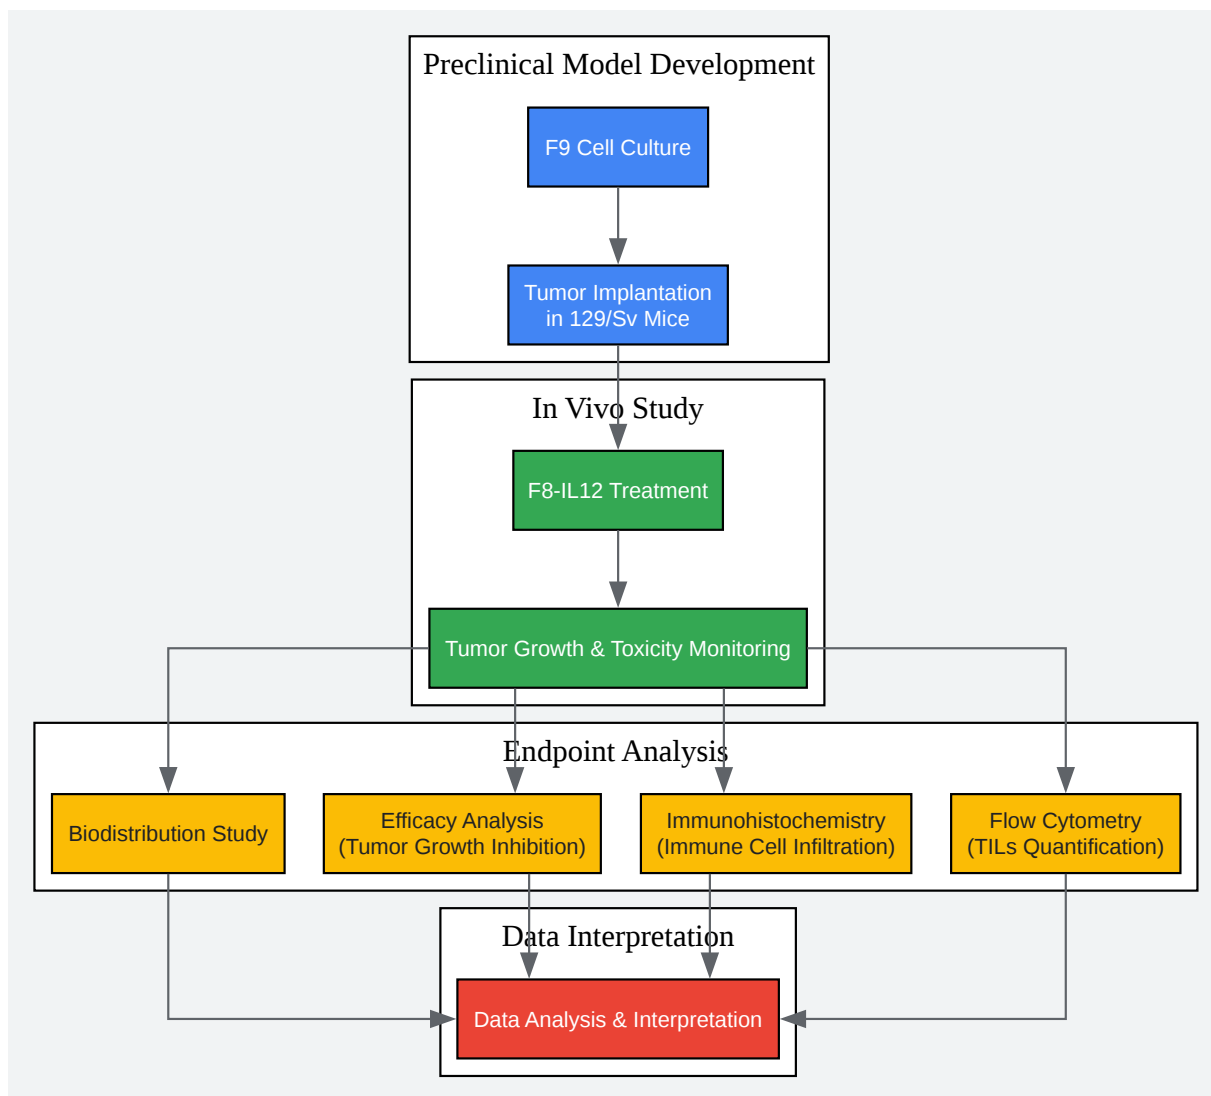 Preclinical Model Development
F9 Cell Culture
Tumor Implantation
in 129/Sv Mice
In Vivo Study
F8-IL12 Treatment
Tumor Growth & Toxicity Monitoring
Endpoint Analysis
Biodistribution Study
Efficacy Analysis
(Tumor Growth Inhibition)
Immunohistochemistry
(Immune Cell Infiltration)
Flow Cytometry
(TILs Quantification)
Data Interpretation
Data Analysis & Interpretation